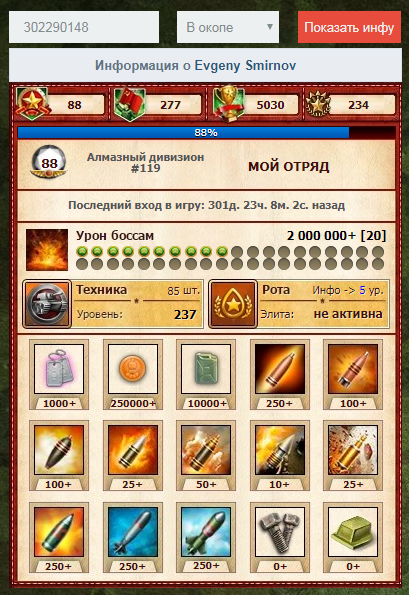 302290148 В окопе Показать инфу
Информация о Evgeny Smirnov
88 277 5030 234
88%
88 Алмазный дивизион МОЙ ОТРЯД
#119
Последний вход в игру: 301д. 23ч. 8м. 2с. назад
Урон боссам 2 000 000+ [20]
Техника 85 шт. Рота Инфо -> 5 ур.
Уровень: 237 Элита: не активна
1000+ 250000+ 10000+ 250+ 100+
100+ 25+ 50+ 10+ 25+
250+ 250+ 250+ 0+ 0+